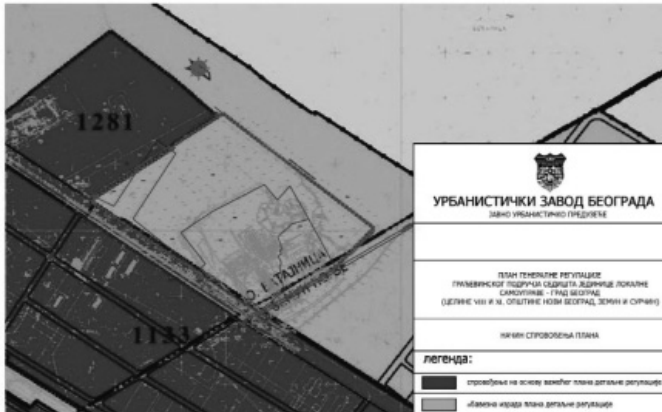 1281
1133
УРБАНИСТИЧКИ ЗАВОД БЕОГРАДА
ЈАВНО УРБАНИСТИЧКО ПРЕДУЗЕЋЕ
ПЛАН ГЕНЕРАЛНЕ РЕГУЛАЦИЈЕ
ГРАЂЕВИНСКОГ ПОДРУЧЈА СЕДИШТА ЈЕДИНИЦЕ ЛОКАЛНЕ
САМОУПРАВЕ - ГРАД БЕОГРАД
(ЦЕЛИНЕ VIII И XI, ОПШТИНЕ НОВИ БЕОГРАД, ЗЕМУН И СУРЧИН)
НАЧИН СПРОВОЂЕЊА ПЛАНА
легенда:
спровођење на основу важећег плана детаљне регулације
обавезна израда плана детаљне регулације